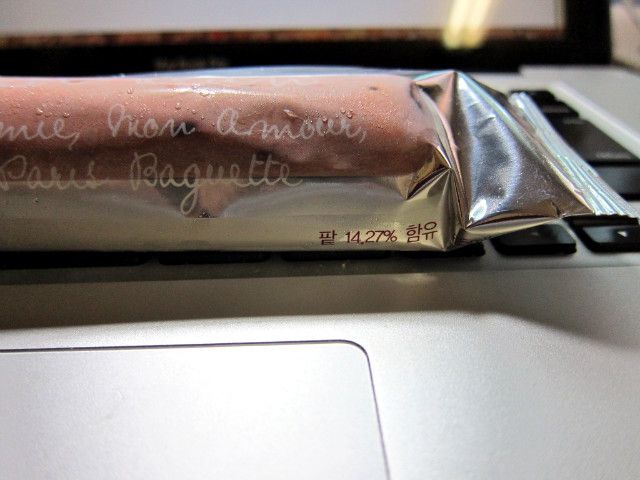 mie, Mon Amour,
Paris Baguette
팥 14.27% 함유